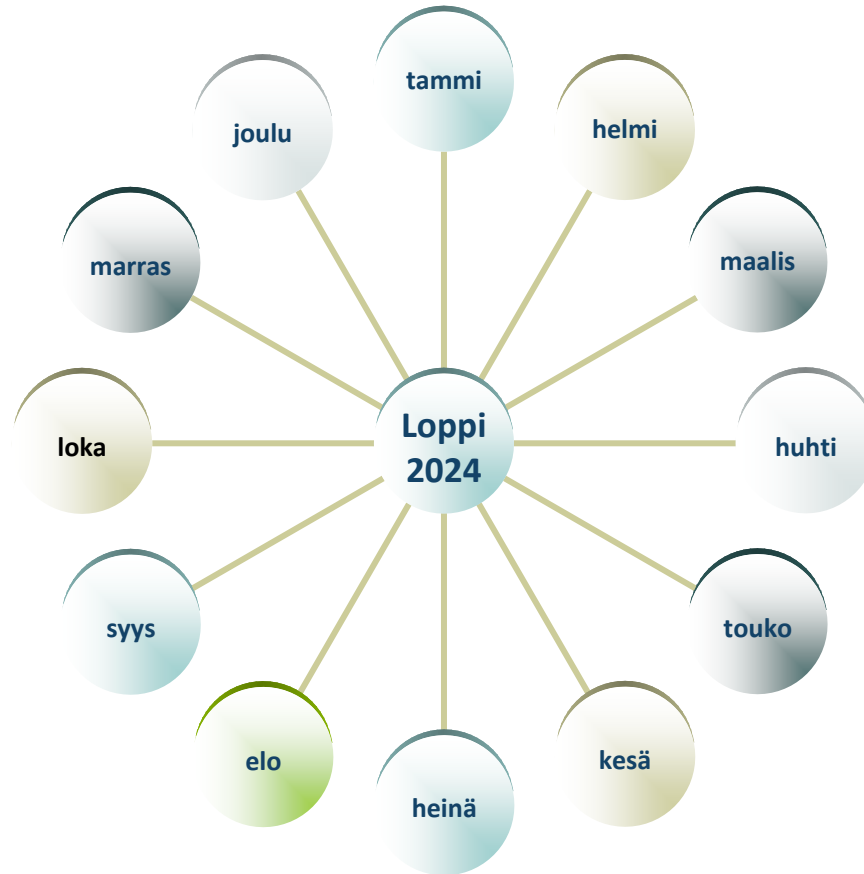 tammi
helmi
maalis
huhti
touko
kesä
heinä
elo
syys
loka
marras
joulu
Loppi
2024